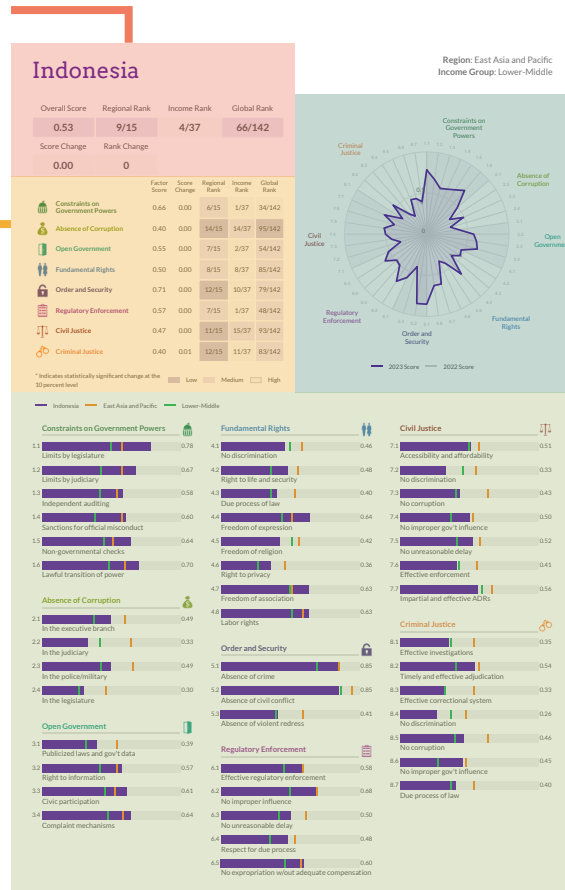 Indonesia
Region: East Asia and Pacific
Income Group: Lower-Middle
Overall Score Regional Rank Income Rank Global Rank
0.53 9/15 4/37 66/142
Score Change Rank Change
0.00 0
Factor Score Score Change Regional Rank Income Rank Global Rank
Constraints on Government Powers 0.66 0.00 6/15 1/37 34/142
Absence of Corruption 0.40 0.00 14/15 14/37 95/142
Open Government 0.55 0.00 7/15 2/37 54/142
Fundamental Rights 0.50 0.00 8/15 8/37 85/142
Order and Security 0.71 0.00 12/15 10/37 79/142
Regulatory Enforcement 0.57 0.00 7/15 1/37 48/142
Civil Justice 0.47 0.00 11/15 15/37 93/142
Criminal Justice 0.40 0.01 12/15 11/37 83/142
* Indicates statistically significant change at the
10 percent level
Low Medium High
Constraints on
Government
Powers
Criminal
Justice
Absence of
Corruption
0.5
0
Civil
Justice
Open
Governme
Regulatory
Enforcement
Fundamental
Rights
Order and
Security
2023 Score 2022 Score
Indonesia East Asia and Pacific Lower-Middle
Constraints on Government Powers
1.1 0.78
Limits by legislature
1.2 0.67
Limits by judiciary
1.3 0.58
Independent auditing
1.4 0.60
Sanctions for official misconduct
1.5 0.64
Non-governmental checks
1.6 0.70
Lawful transition of power
Absence of Corruption
2.1 0.49
In the executive branch
2.2 0.33
In the judiciary
2.3 0.49
In the police/military
2.4 0.30
In the legislature
Open Government
3.1 0.39
Publicized laws and gov't data
3.2 0.57
Right to information
3.3 0.61
Civic participation
3.4 0.64
Complaint mechanisms
Fundamental Rights
4.1 0.46
No discrimination
4.2 0.48
Right to life and security
4.3 0.40
Due process of law
4.4 0.64
Freedom of expression
4.5 0.42
Freedom of religion
4.6 0.36
Right to privacy
4.7 0.63
Freedom of association
4.8 0.63
Labor rights
Order and Security
5.1 0.85
Absence of crime
5.2 0.85
Absence of civil conflict
5.3 0.41
Absence of violent redress
Regulatory Enforcement
6.1 0.58
Effective regulatory enforcement
6.2 0.68
No improper influence
6.3 0.50
No unreasonable delay
6.4 0.48
Respect for due process
6.5 0.60
No expropriation w/out adequate compensation
Civil Justice
7.1 0.51
Accessibility and affordability
7.2 0.33
No discrimination
7.3 0.43
No corruption
7.4 0.50
No improper gov't influence
7.5 0.52
No unreasonable delay
7.6 0.41
Effective enforcement
7.7 0.56
Impartial and effective ADRs
Criminal Justice
8.1 0.35
Effective investigations
8.2 0.54
Timely and effective adjudication
8.3 0.33
Effective correctional system
8.4 0.26
No discrimination
8.5 0.46
No corruption
8.6 0.45
No improper gov't influence
8.7 0.40
Due process of law